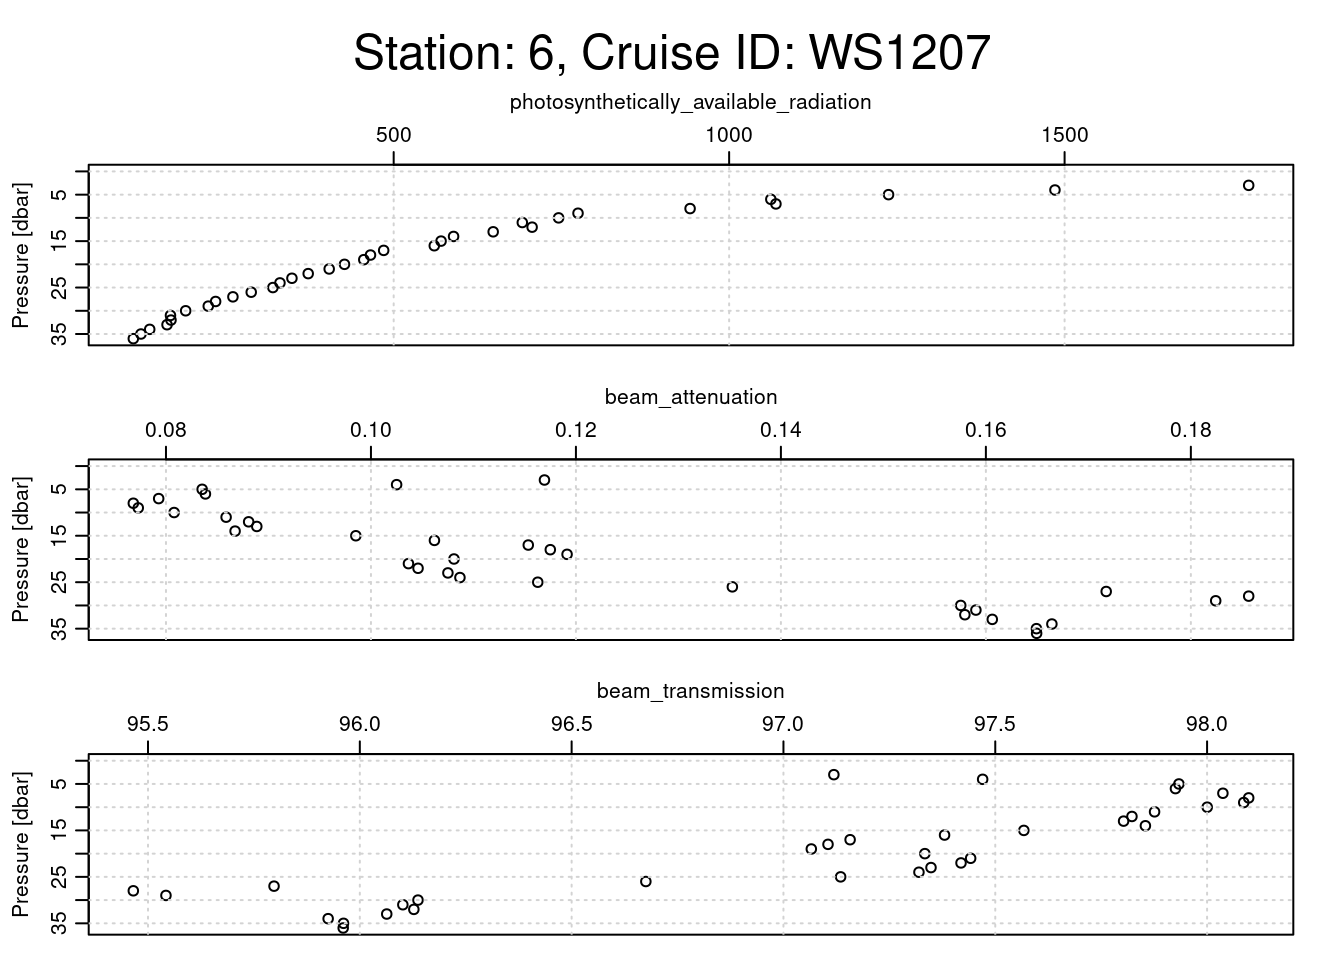 Station: 6, Cruise ID: WS1207
photosynthetically_available_radiation
500 1000 1500
Pressure [dbar]
5
15
25
35
beam_attenuation
0.08 0.10 0.12 0.14 0.16 0.18
Pressure [dbar]
5
15
25
35
beam_transmission
95.5 96.0 96.5 97.0 97.5 98.0
Pressure [dbar]
5
15
25
35